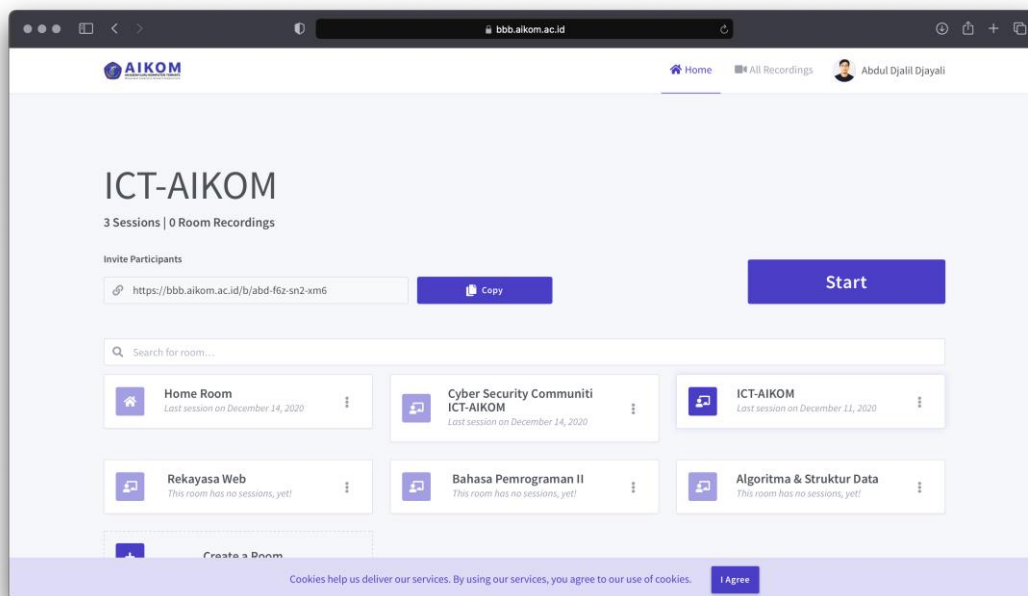 bbb.aikom.ac.id
AIKOM
Home
All Recordings
Abdul Djalil Djayali
ICT-AIKOM
3 Sessions | 0 Room Recordings
Invite Participants
https://bbb.aikom.ac.id/b/abd-f6z-sn2-xm6
Copy
Start
Search for room...
Home Room
Last session on December 14, 2020
Cyber Security Communiti
ICT-AIKOM
Last session on December 14, 2020
ICT-AIKOM
Last session on December 11, 2020
Rekayasa Web
This room has no sessions, yet!
Bahasa Pemrograman II
This room has no sessions, yet!
Algoritma & Struktur Data
This room has no sessions, yet!
Create a Room
Cookies help us deliver our services. By using our services, you agree to our use of cookies.
I Agree